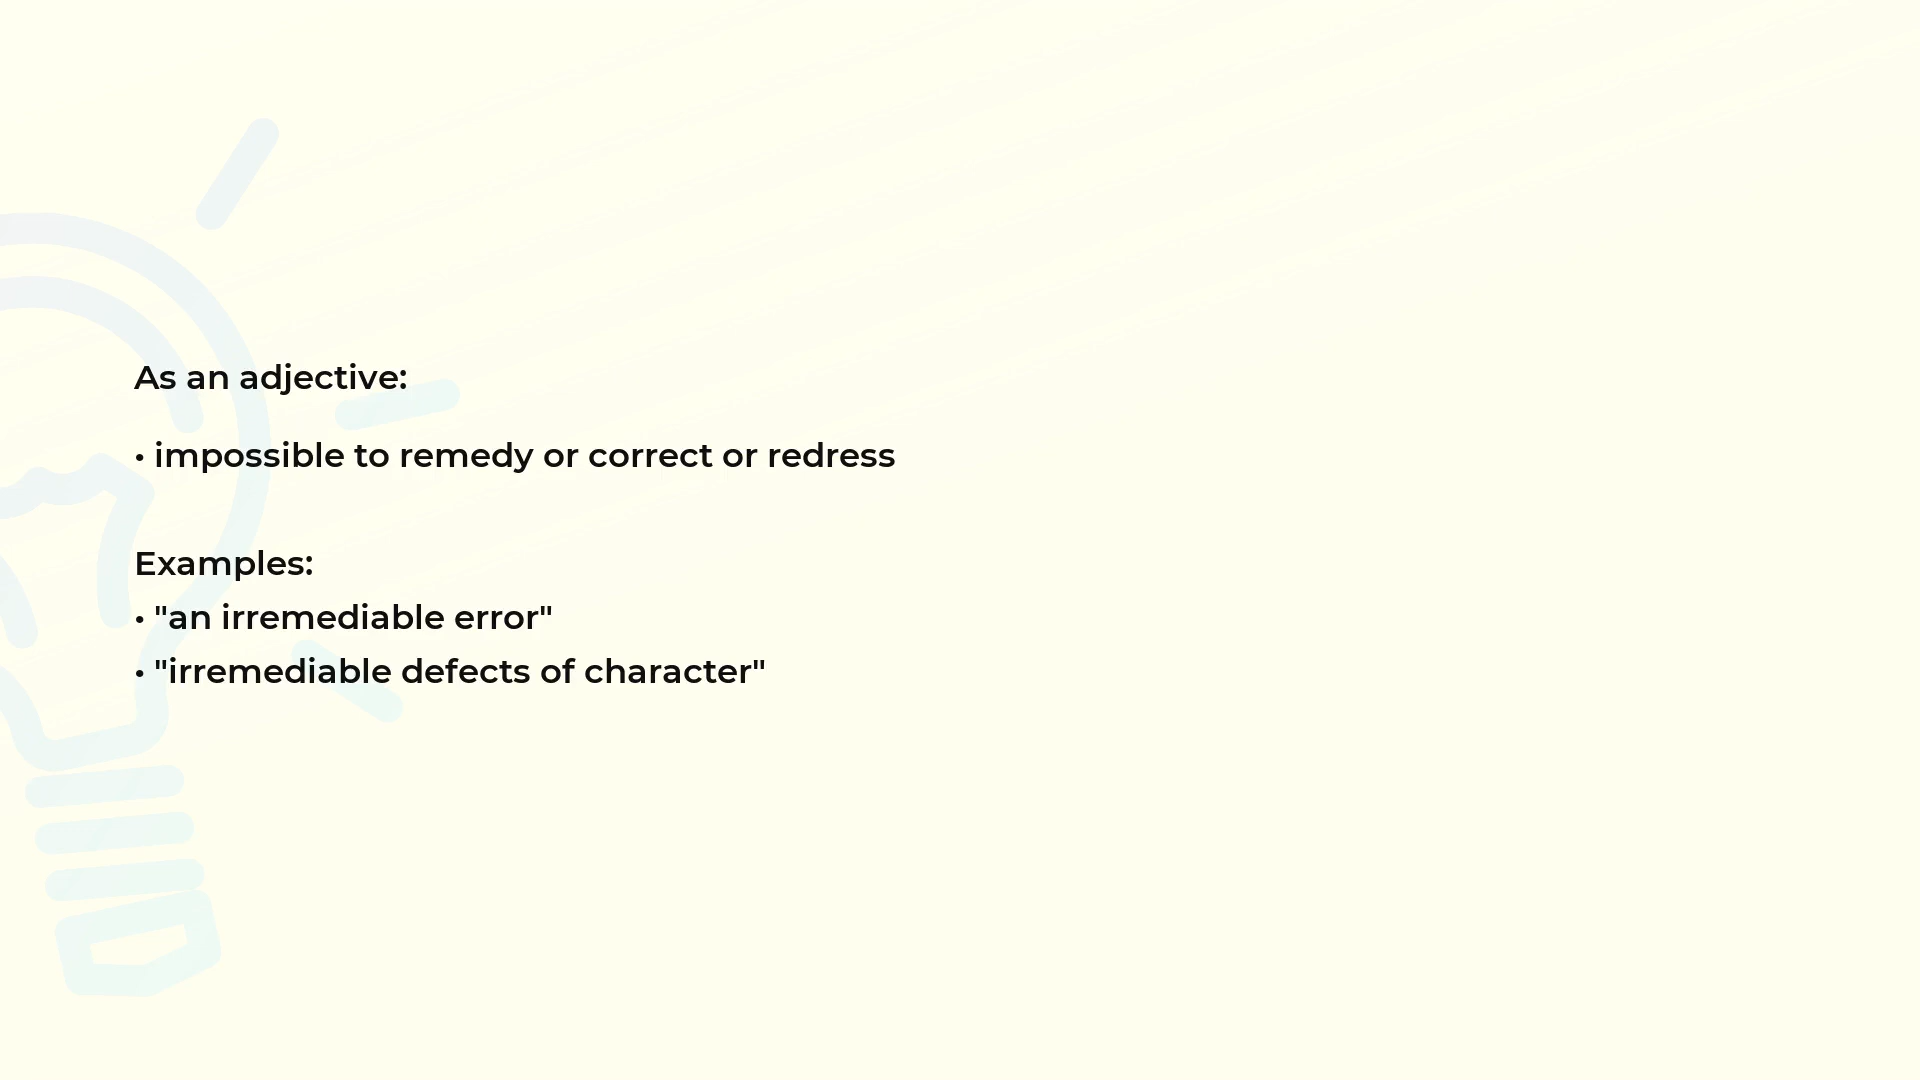 As an adjective:
• impossible to remedy or correct or redress
Examples:
• "an irremediable error"
• "irremediable defects of character"